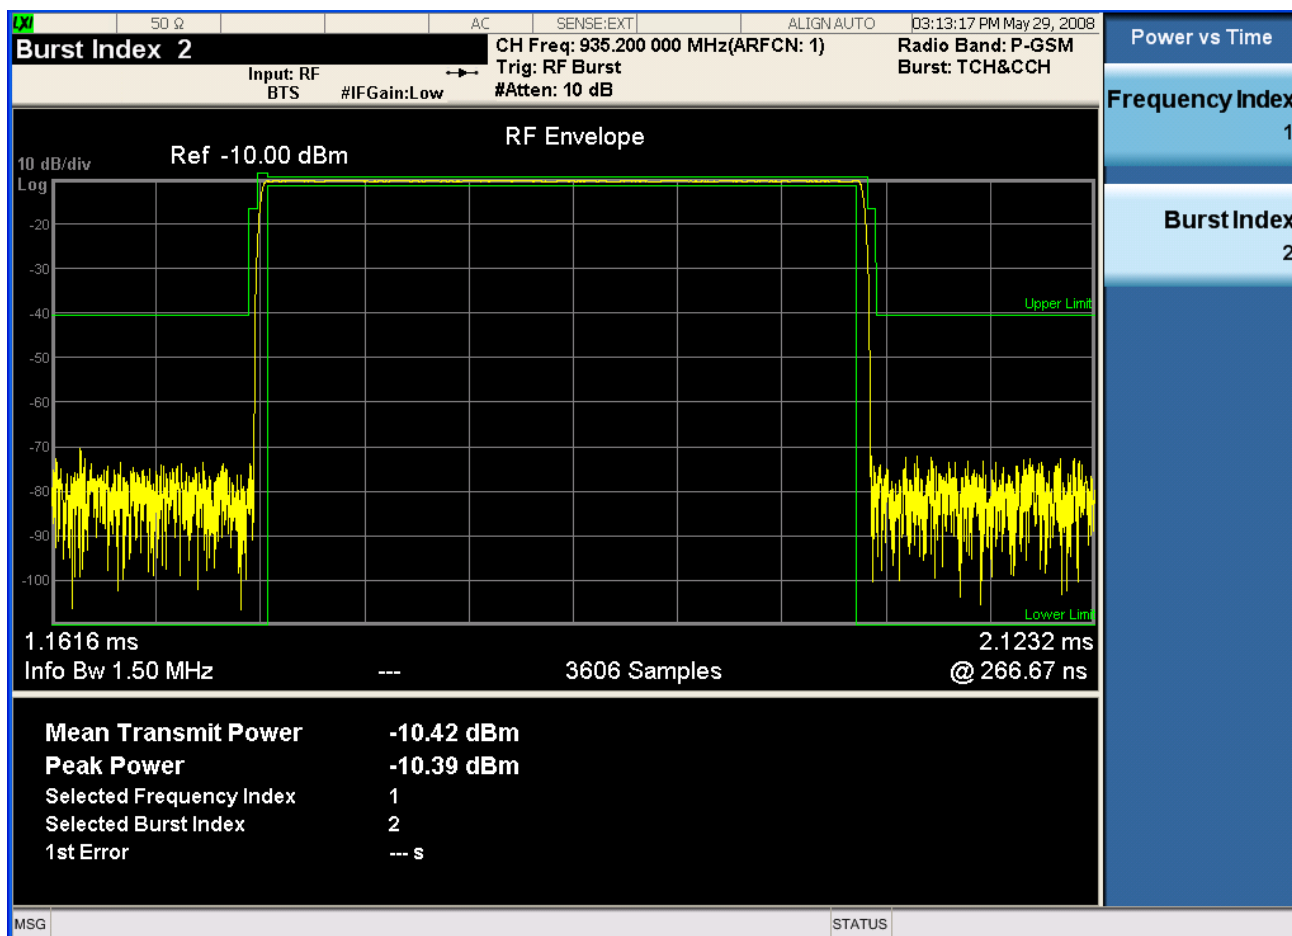 LXI 50 Ω AC SENSE:EXT ALIGN AUTO 03:13:17 PM May 29, 2008
Power vs Time
Burst Index 2
CH Freq: 935.200 000 MHz(ARFCN: 1) Radio Band: P-GSM
Input: RF Trig: RF Burst Burst: TCH&CCH
BTS #IFGain:Low #Atten: 10 dB
Frequency Index
1
Burst Index
2
RF Envelope
10 dB/div Ref -10.00 dBm
Log
-20
-30
Upper Limit
-40
-50
-60
-70
-80
-90
-100
Lower Limi
1.1616 ms 2.1232 ms
Info Bw 1.50 MHz --- 3606 Samples @ 266.67 ns
Mean Transmit Power -10.42 dBm
Peak Power -10.39 dBm
Selected Frequency Index 1
Selected Burst Index 2
1st Error --- s
MSG STATUS